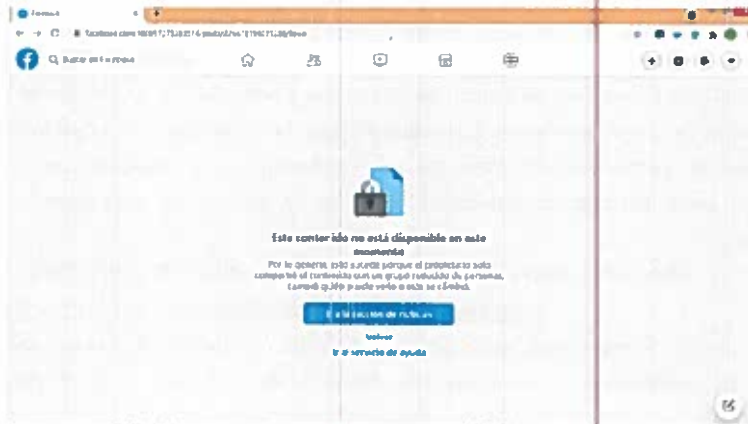 Facebook
Buscar en Facebook
Este contenido no está disponible en este
momento
Por lo general, esto sucede porque el propietario solo
compartió el contenido con un grupo reducido de personas,
cambió quién puede verlo o este se eliminó.
Ir a la sección de noticias
Volver
Ir al servicio de ayuda